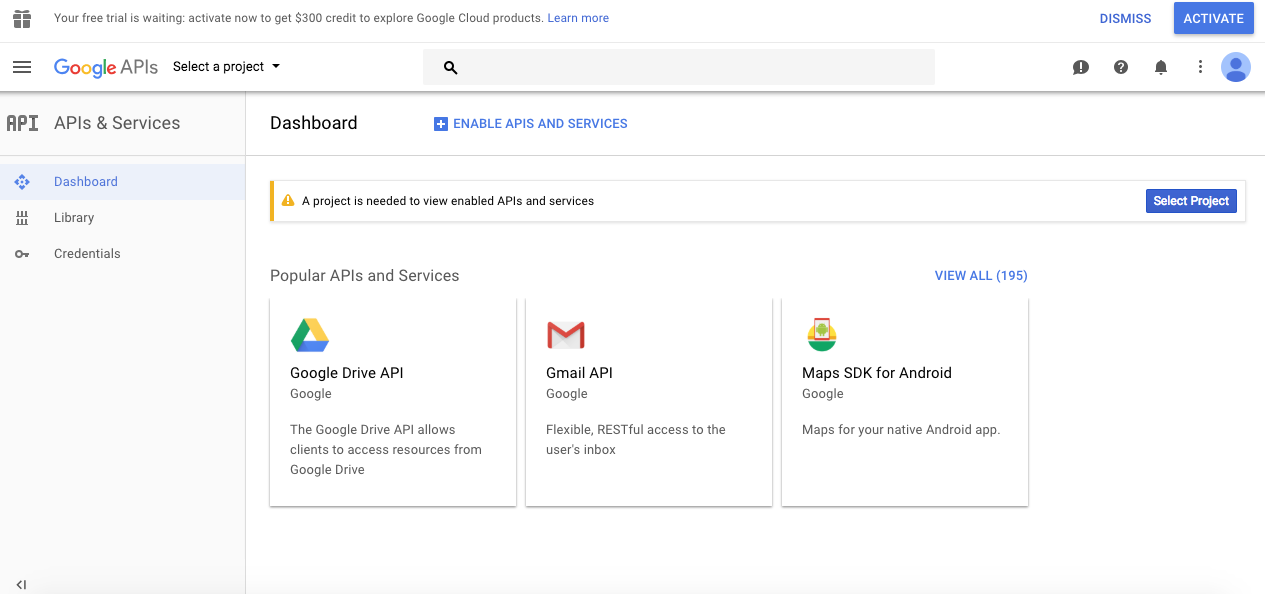 Your free trial is waiting: activate now to get $300 credit to explore Google Cloud products. Learn more
DISMISS
ACTIVATE
Google APIs
Select a project
API
APIs & Services
Dashboard
Library
Credentials
Dashboard
ENABLE APIS AND SERVICES
A project is needed to view enabled APIs and services
Select Project
Popular APIs and Services
VIEW ALL (195)
Google Drive API
Google
The Google Drive API allows
clients to access resources from
Google Drive
Gmail API
Google
Flexible, RESTful access to the
user's inbox
Maps SDK for Android
Google
Maps for your native Android app.